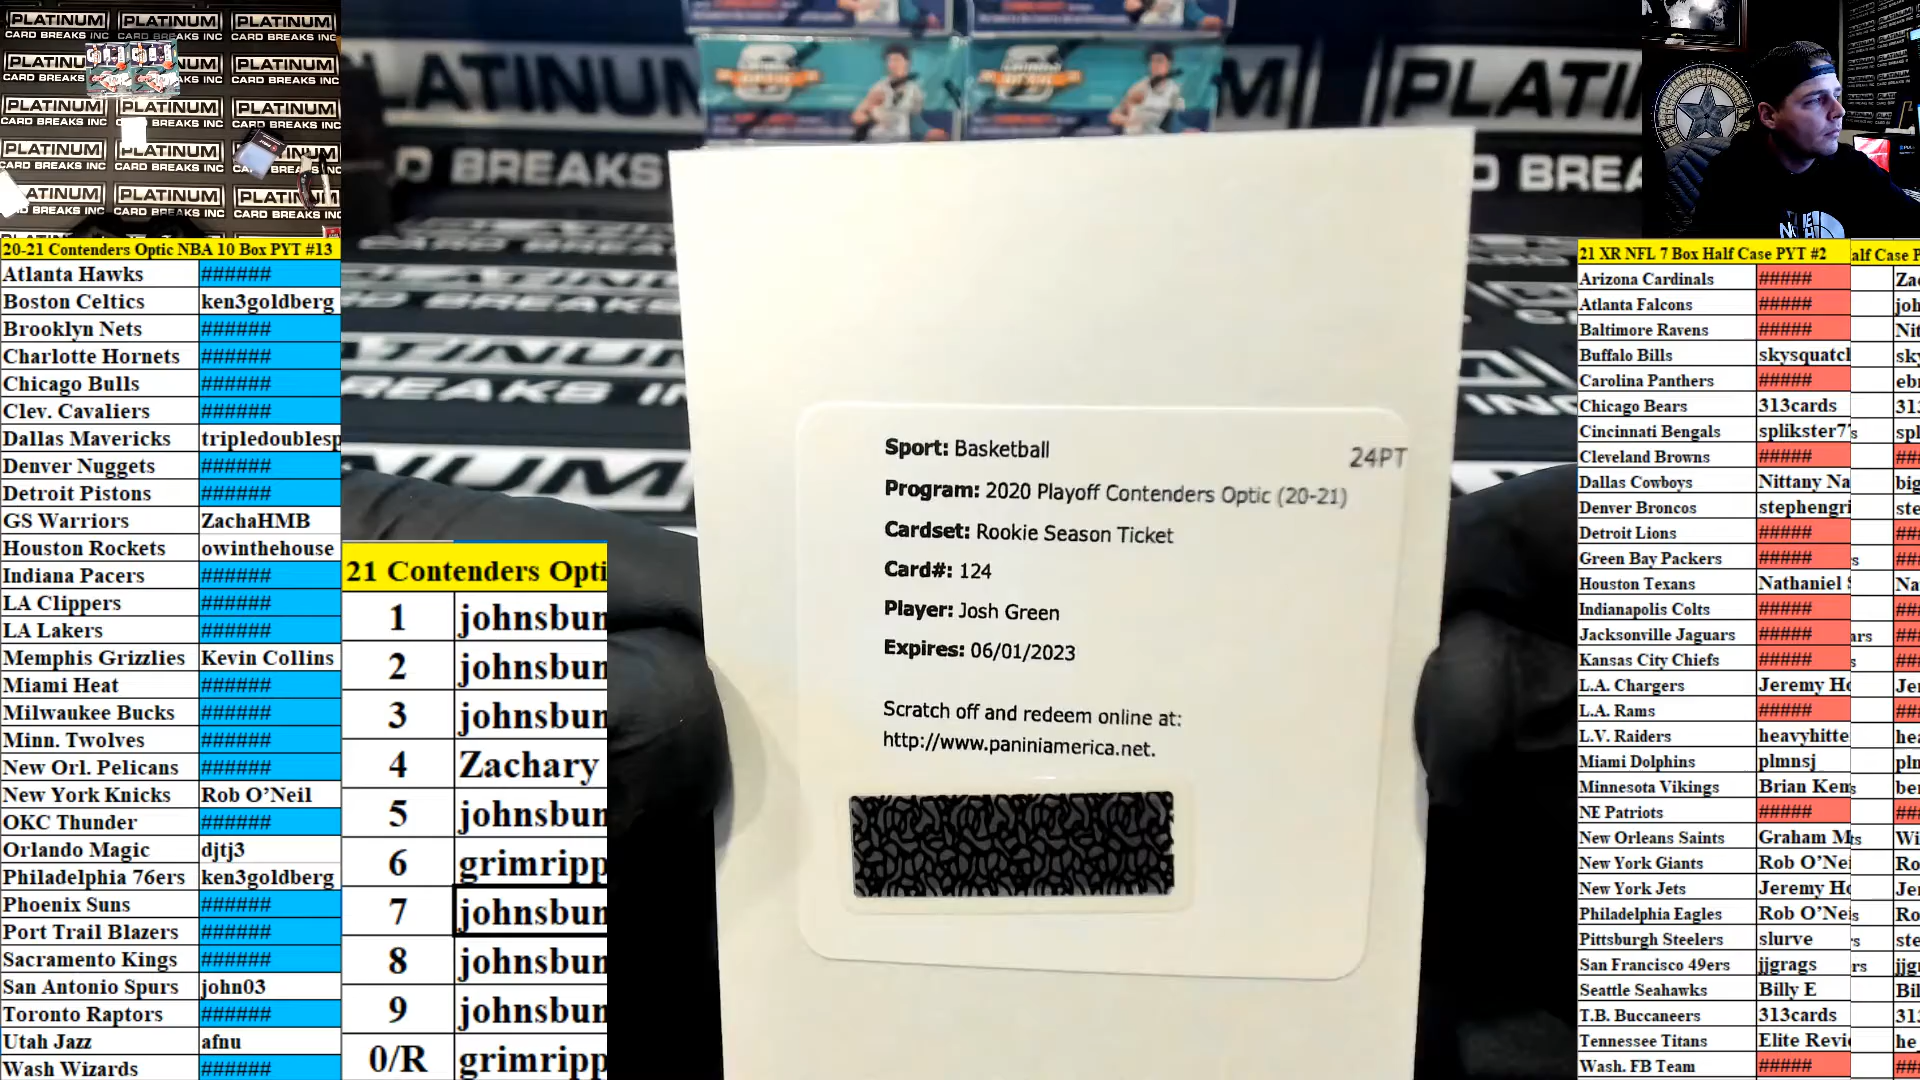 PLATINUM
CARD BREAKS INC
20-21 Contenders Optic NBA 10 Box PYT #13
Atlanta Hawks ######
Boston Celtics ken3goldberg
Brooklyn Nets ######
Charlotte Hornets ######
Chicago Bulls ######
Clev. Cavaliers ######
Dallas Mavericks tripledoublesp
Denver Nuggets ######
Detroit Pistons ######
GS Warriors ZachaHMB
Houston Rockets owinthehouse
Indiana Pacers ######
LA Clippers ######
LA Lakers ######
Memphis Grizzlies Kevin Collins
Miami Heat ######
Milwaukee Bucks ######
Minn. Twolves ######
New Orl. Pelicans ######
New York Knicks Rob O’Neil
OKC Thunder ######
Orlando Magic djtj3
Philadelphia 76ers ken3goldberg
Phoenix Suns ######
Port Trail Blazers ######
Sacramento Kings ######
San Antonio Spurs john03
Toronto Raptors ######
Utah Jazz afnu
Wash Wizards ######
21 Contenders Opti
1 johnsbun
2 johnsbun
3 johnsbun
4 Zachary
5 johnsbun
6 grimripp
7 johnsbun
8 johnsbun
9 johnsbun
0/R grimripp
Sport: Basketball 24PT
Program: 2020 Playoff Contenders Optic (20-21)
Cardset: Rookie Season Ticket
Card#: 124
Player: Josh Green
Expires: 06/01/2023
Scratch off and redeem online at:
http://www.paniniamerica.net.
21 XR NFL 7 Box Half Case PYT #2
Arizona Cardinals #####
Atlanta Falcons #####
Baltimore Ravens #####
Buffalo Bills skysquatcl
Carolina Panthers #####
Chicago Bears 313cards
Cincinnati Bengals splikster7
Cleveland Browns #####
Dallas Cowboys Nittany Na
Denver Broncos stephengri
Detroit Lions #####
Green Bay Packers #####
Houston Texans Nathaniel
Indianapolis Colts #####
Jacksonville Jaguars #####
Kansas City Chiefs #####
L.A. Chargers Jeremy Ho
L.A. Rams #####
L.V. Raiders heavyhitte
Miami Dolphins plmnsj
Minnesota Vikings Brian Kem
NE Patriots #####
New Orleans Saints Graham M
New York Giants Rob O’Nei
New York Jets Jeremy Ho
Philadelphia Eagles Rob O’Nei
Pittsburgh Steelers slurve
San Francisco 49ers jjgrags
Seattle Seahawks Billy E
T.B. Buccaneers 313cards
Tennessee Titans Elite Revi
Wash. FB Team #####